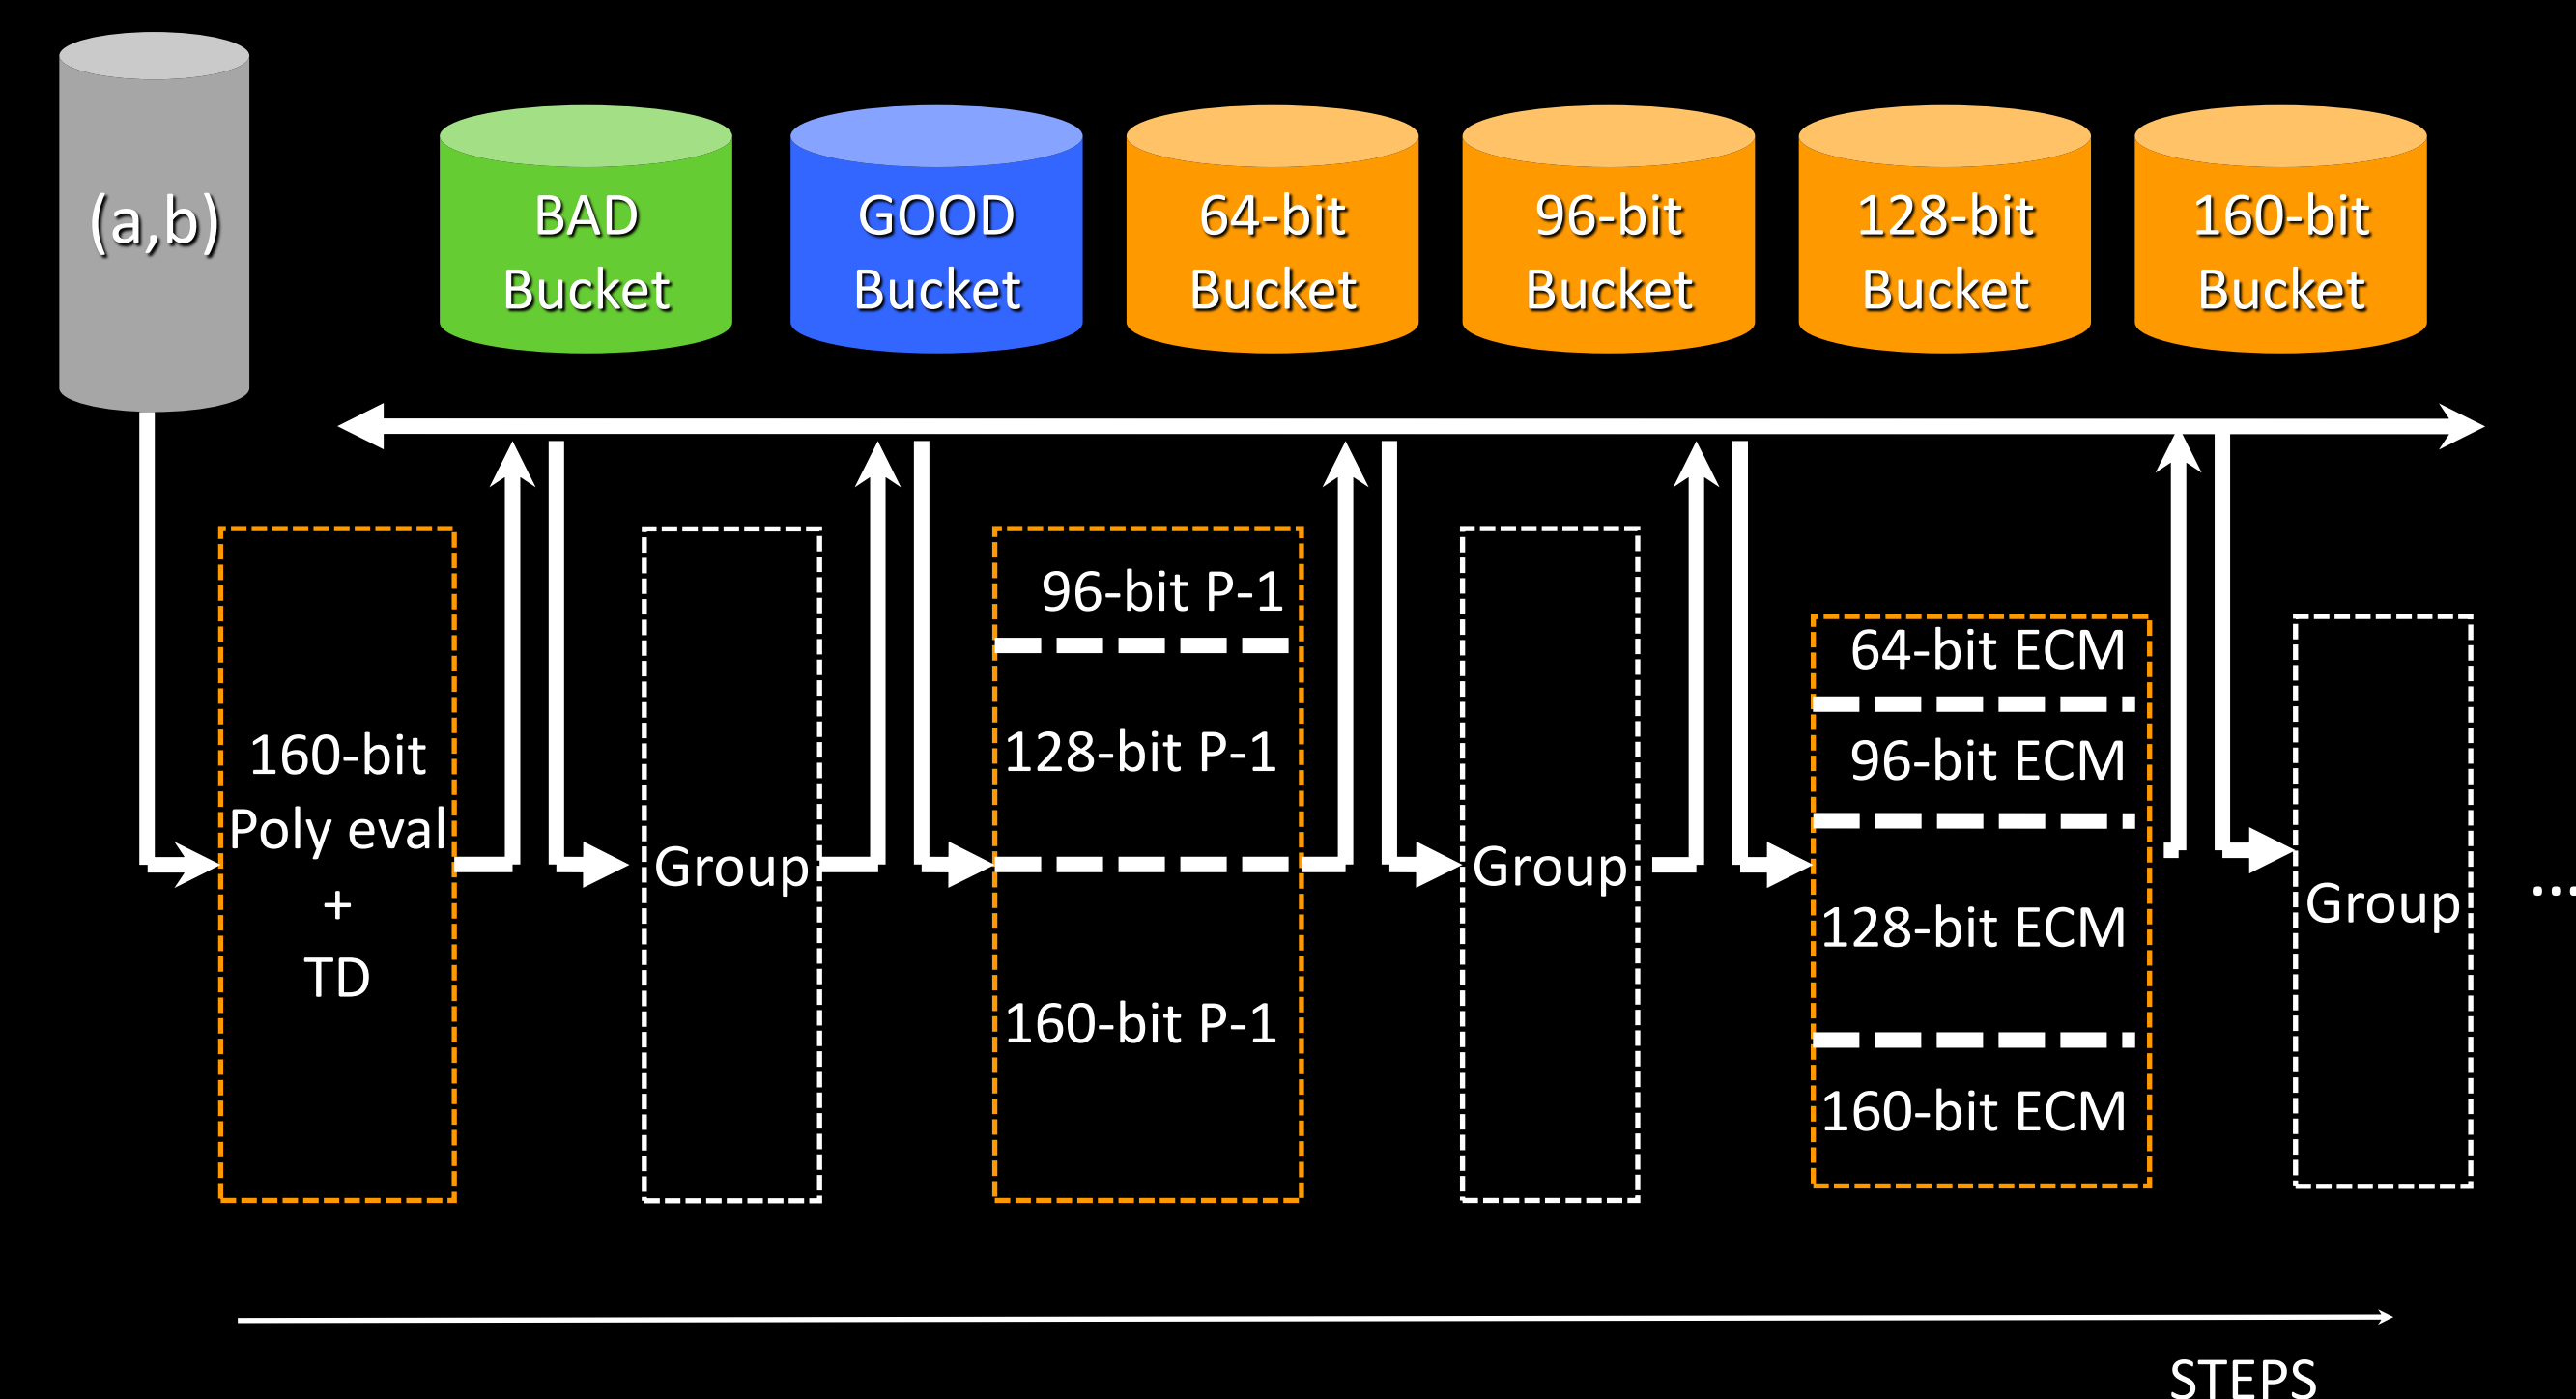 (a,b)
BAD
Bucket
GOOD
Bucket
64-bit
Bucket
96-bit
Bucket
128-bit
Bucket
160-bit
Bucket
160-bit
Poly eval
+
TD
Group
96-bit P-1
128-bit P-1
160-bit P-1
Group
64-bit ECM
96-bit ECM
128-bit ECM
160-bit ECM
Group
...
STEPS